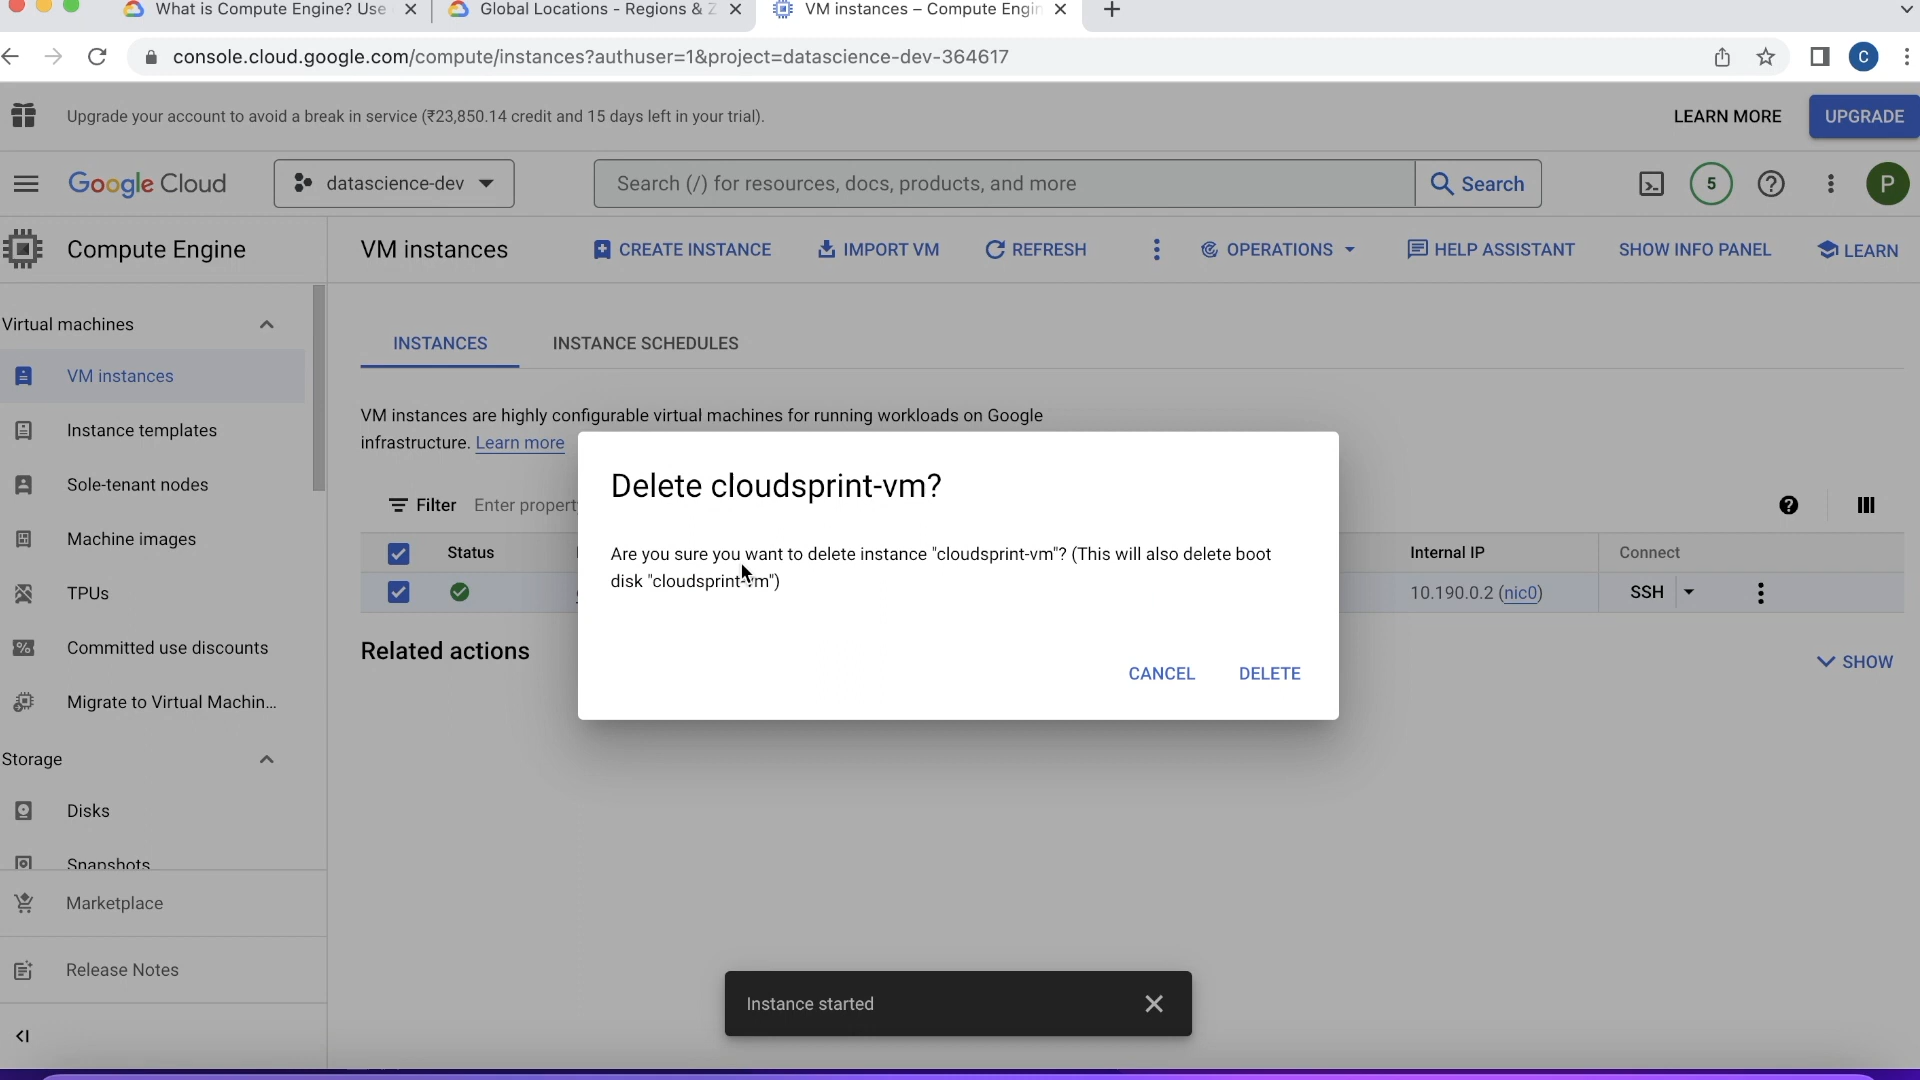 What is Compute Engine? Use
Global Locations - Regions & Z
VM instances – Compute Engin
console.cloud.google.com/compute/instances?authuser=1&project=datascience-dev-364617
C
Upgrade your account to avoid a break in service (₹23,850.14 credit and 15 days left in your trial).
LEARN MORE
UPGRADE
Google Cloud
datascience-dev
Search (/) for resources, docs, products, and more
Search
5
P
Compute Engine
VM instances
CREATE INSTANCE
IMPORT VM
REFRESH
OPERATIONS
HELP ASSISTANT
SHOW INFO PANEL
LEARN
Virtual machines
VM instances
Instance templates
Sole-tenant nodes
Machine images
TPUs
Committed use discounts
Migrate to Virtual Machin...
Storage
Disks
Snapshots
Marketplace
Release Notes
INSTANCES
INSTANCE SCHEDULES
VM instances are highly configurable virtual machines for running workloads on Google
infrastructure. Learn more
Filter
Enter property
Status
Internal IP
Connect
10.190.0.2 (nic0)
SSH
Related actions
SHOW
Delete cloudsprint-vm?
Are you sure you want to delete instance "cloudsprint-vm"? (This will also delete boot
disk "cloudsprint-vm")
CANCEL
DELETE
Instance started